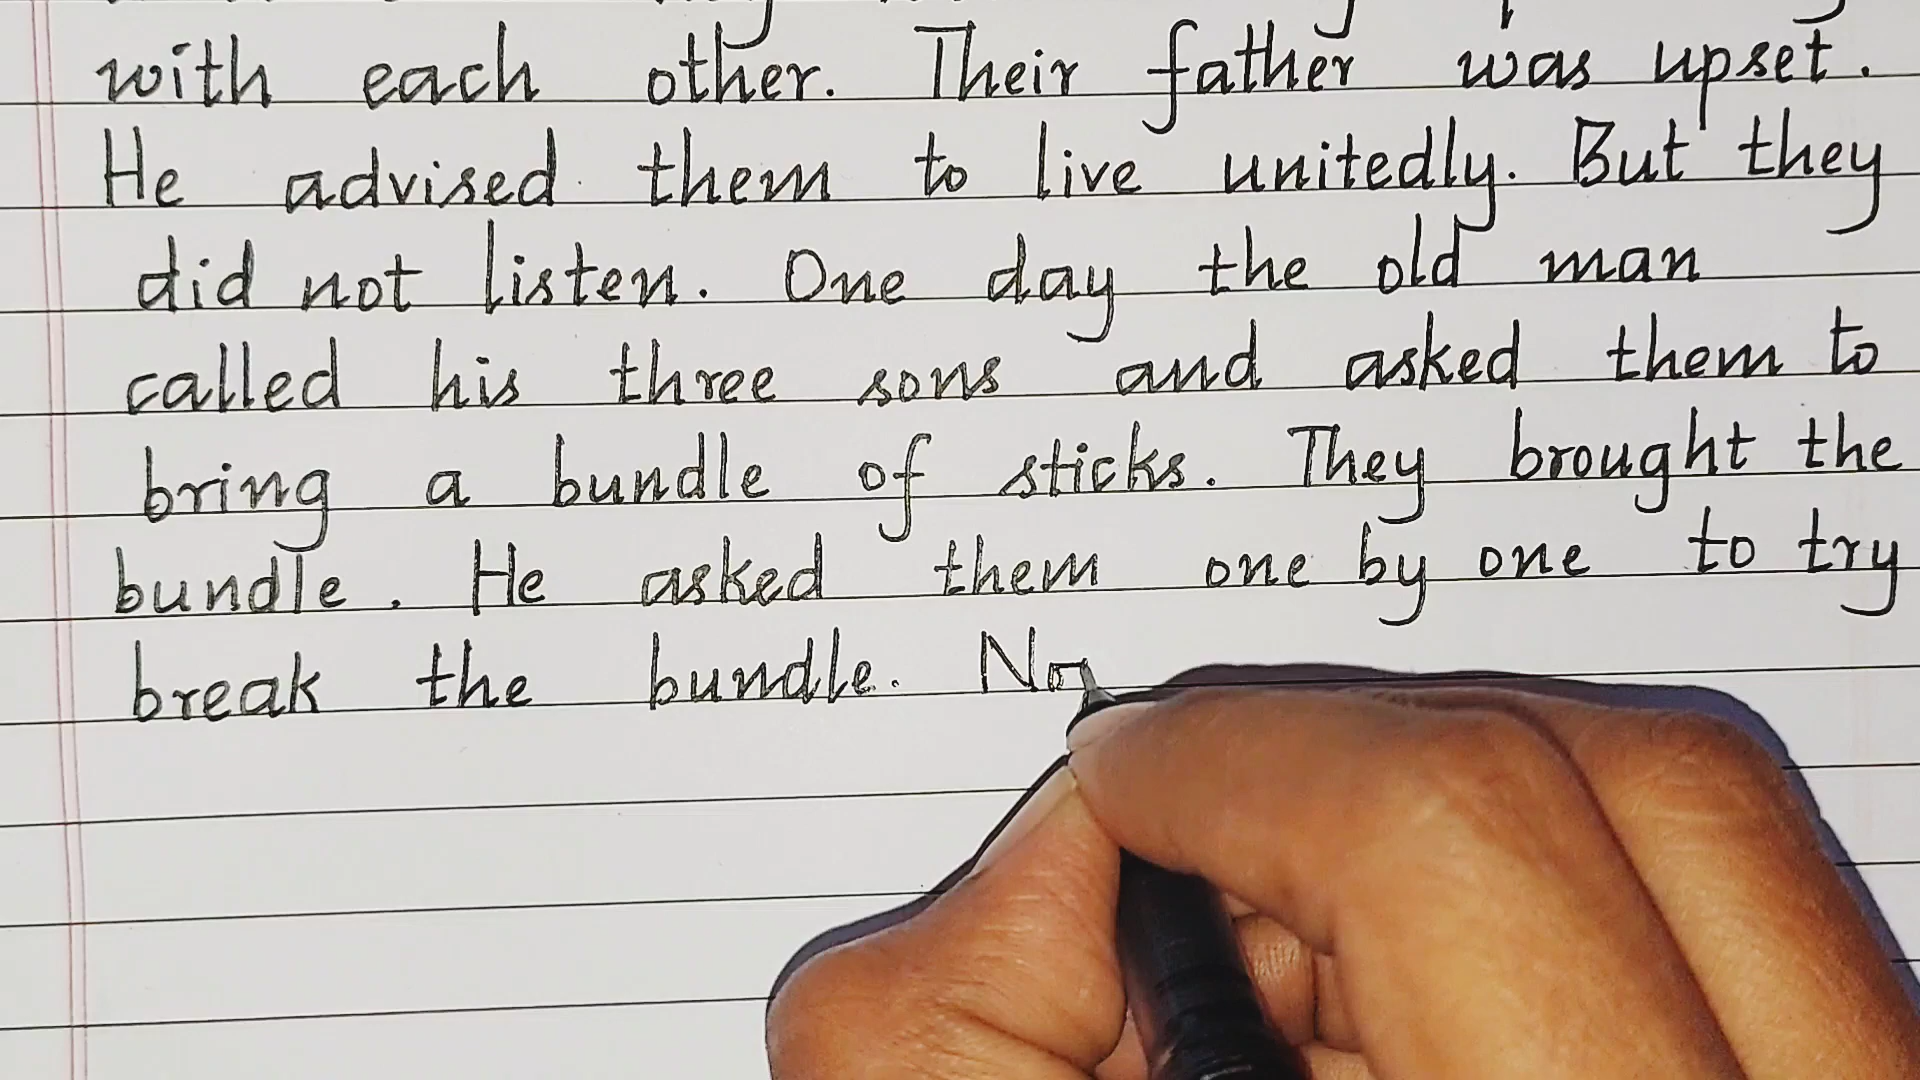 with each other. Their father was upset.
He advised them to live unitedly. But they
did not listen. One day the old man
called his three sons and asked them to
bring a bundle of sticks. They brought the
bundle. He asked them one by one to try
break the bundle. No